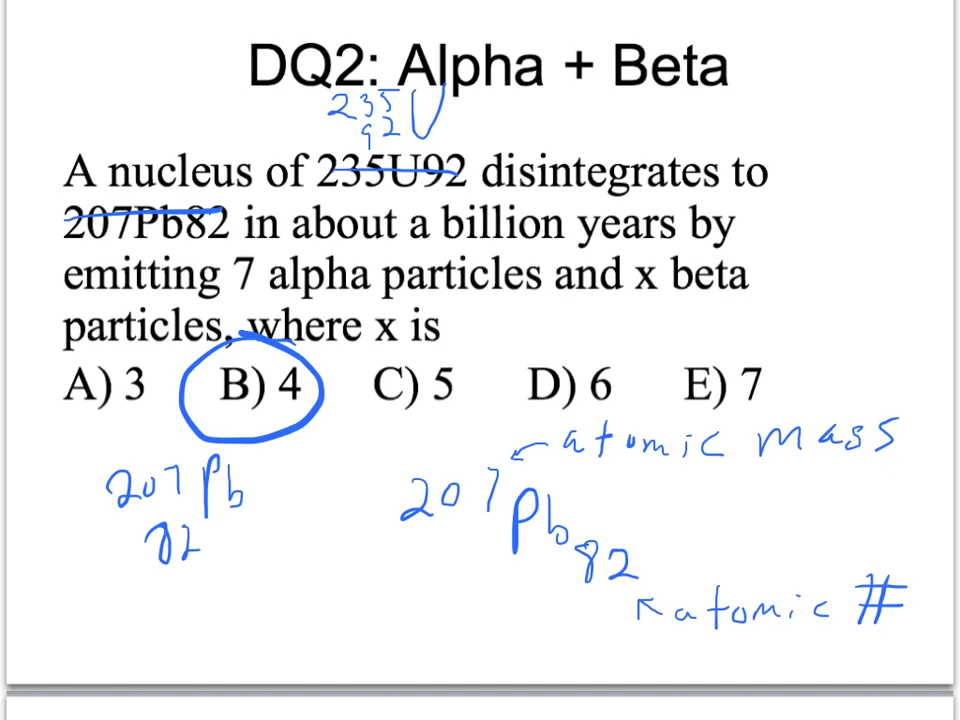 DQ2: Alpha + Beta
235
92 U
A nucleus of 235U92 disintegrates to
207Pb82 in about a billion years by
emitting 7 alpha particles and x beta
particles, where x is
A) 3 B) 4 C) 5 D) 6 E) 7
atomic mass
207 Pb
82
207 Pb 82
atomic #